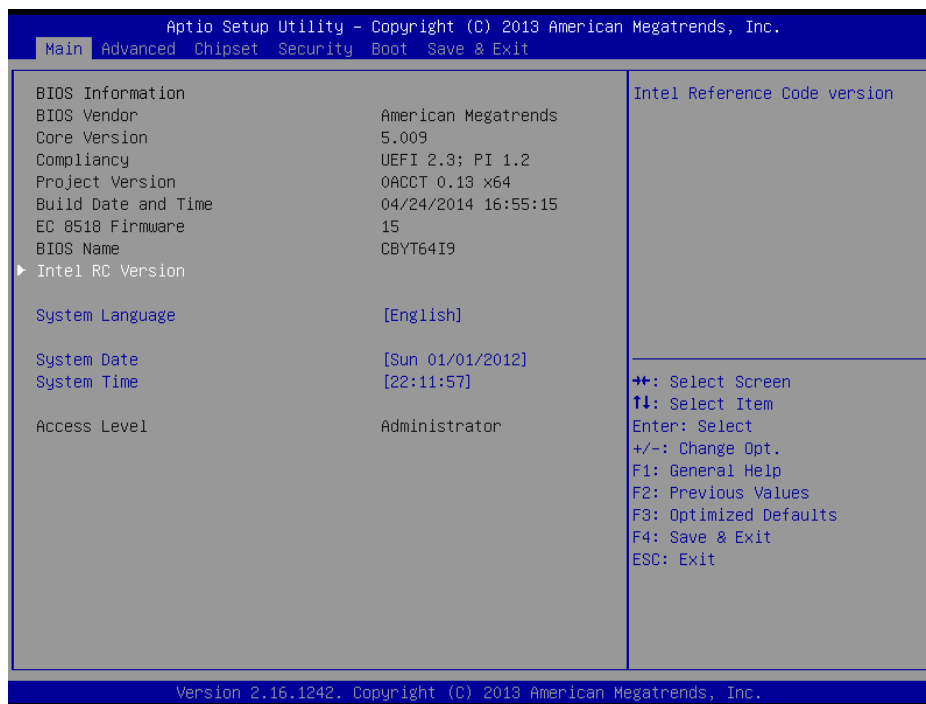 Aptio Setup Utility – Copyright (C) 2013 American Megatrends, Inc.
Main Advanced Chipset Security Boot Save & Exit
BIOS Information
BIOS Vendor American Megatrends
Core Version 5.009
Compliancy UEFI 2.3; PI 1.2
Project Version 0ACCT 0.13 x64
Build Date and Time 04/24/2014 16:55:15
EC 8518 Firmware 15
BIOS Name CBYT64I9
▶ Intel RC Version
System Language [English]
System Date [Sun 01/01/2012]
System Time [22:11:57]
Access Level Administrator
Intel Reference Code version
→←: Select Screen
↑↓: Select Item
Enter: Select
+/-: Change Opt.
F1: General Help
F2: Previous Values
F3: Optimized Defaults
F4: Save & Exit
ESC: Exit
Version 2.16.1242. Copyright (C) 2013 American Megatrends, Inc.